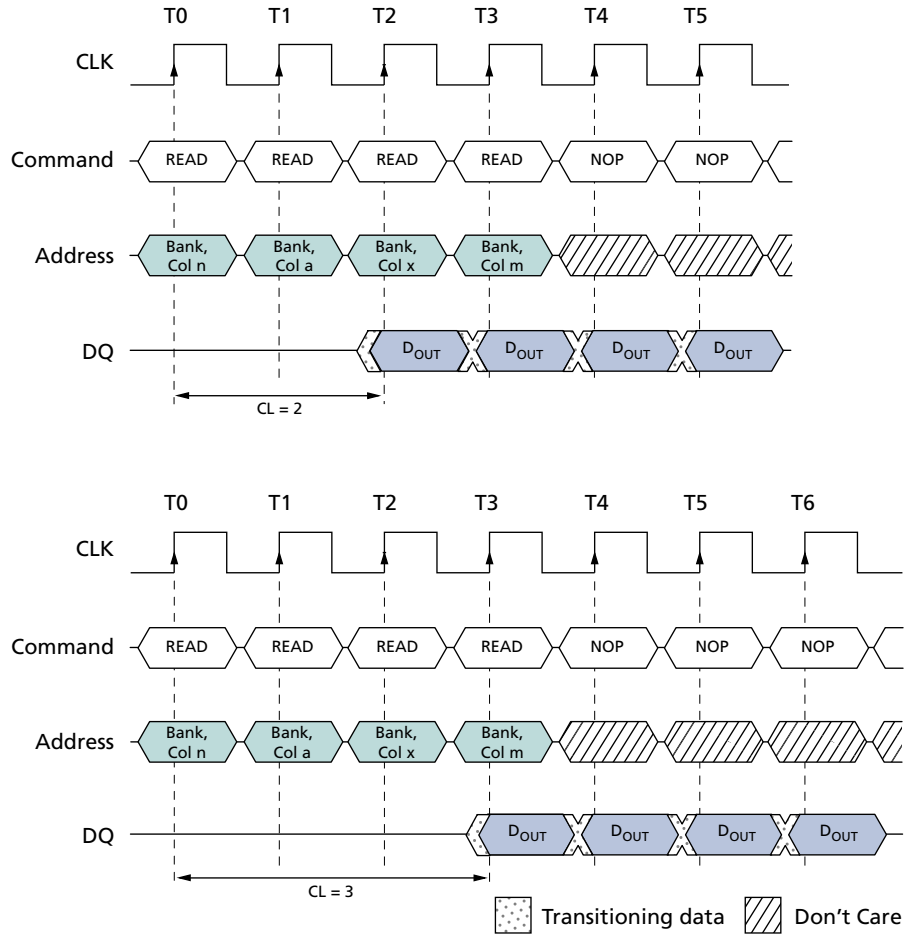 T0 T1 T2 T3 T4 T5
CLK
Command READ READ READ READ NOP NOP
Address Bank, Col n Bank, Col a Bank, Col x Bank, Col m
DQ DOUT DOUT DOUT DOUT
CL = 2
T0 T1 T2 T3 T4 T5 T6
CLK
Command READ READ READ READ NOP NOP NOP
Address Bank, Col n Bank, Col a Bank, Col x Bank, Col m
DQ DOUT DOUT DOUT DOUT
CL = 3
Transitioning data Don't Care